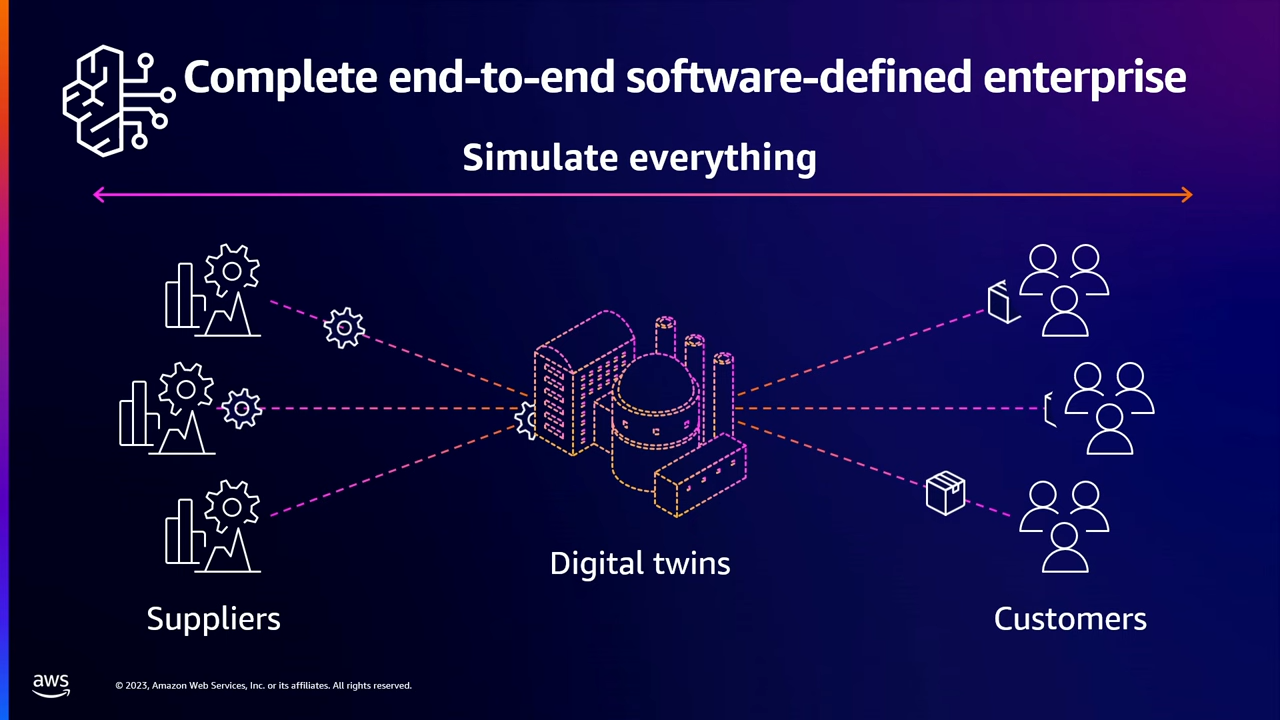 Complete end-to-end software-defined enterprise
Simulate everything
Digital twins
Suppliers
Customers
aws
© 2023, Amazon Web Services, Inc. or its affiliates. All rights reserved.